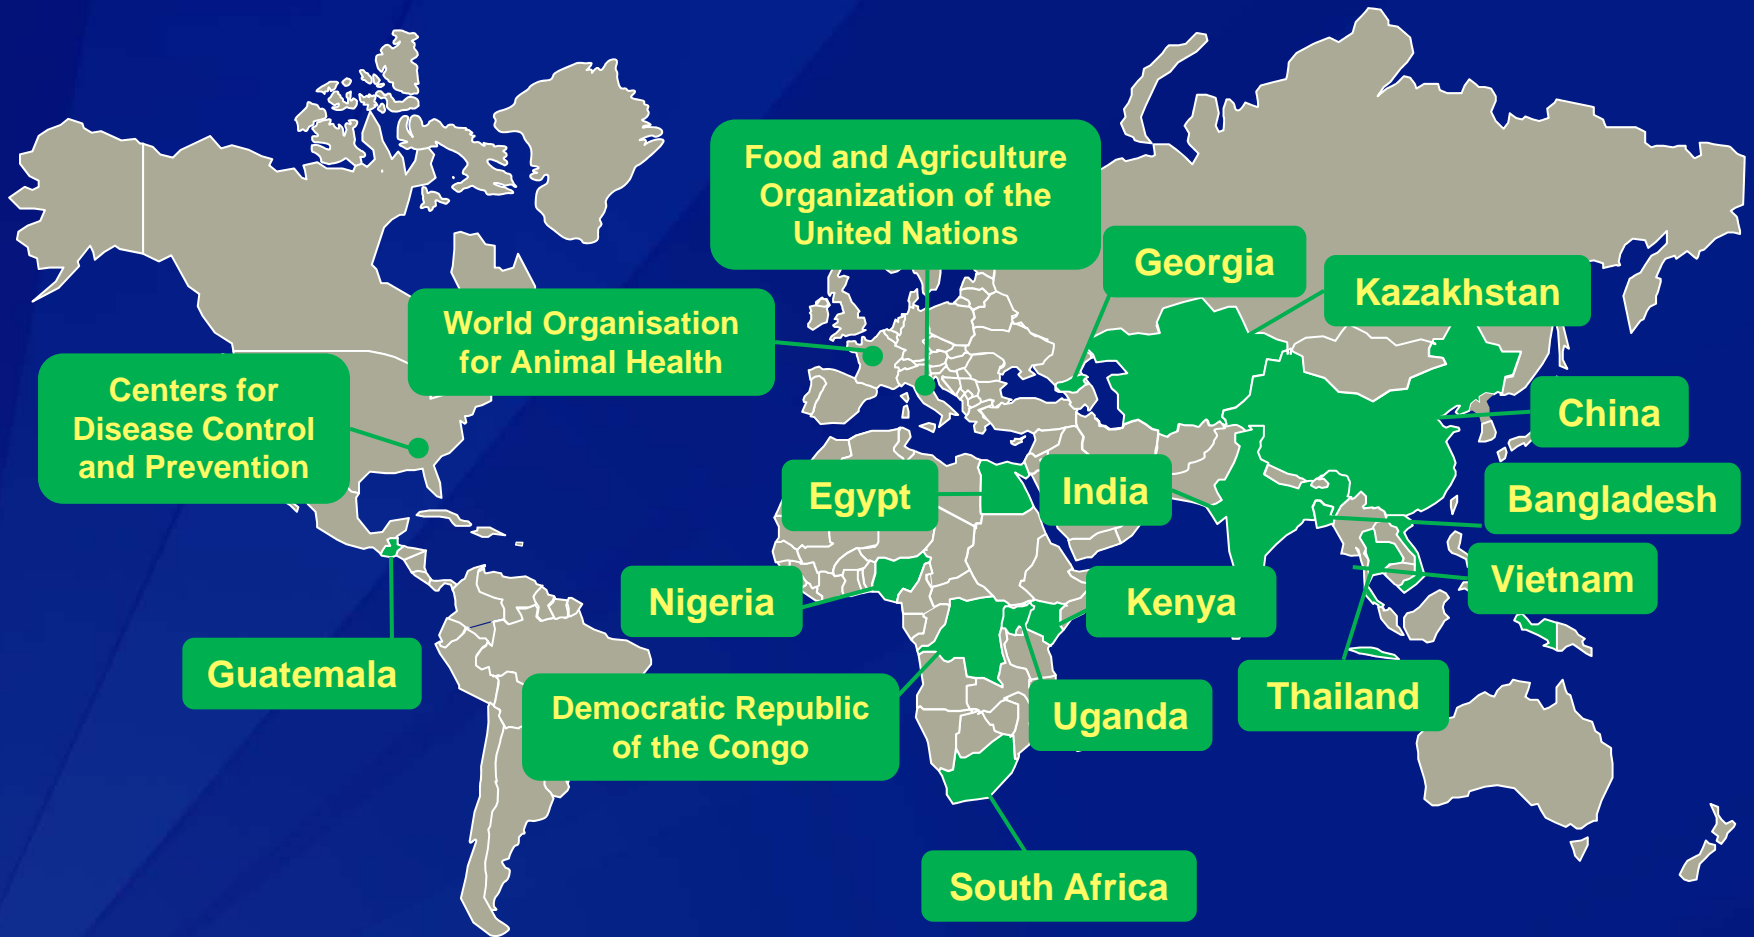 Food and Agriculture
Organization of the
United Nations
Georgia
Kazakhstan
World Organisation
for Animal Health
Centers for
Disease Control
and Prevention
China
Egypt
India
Bangladesh
Nigeria
Kenya
Vietnam
Guatemala
Democratic Republic
of the Congo
Uganda
Thailand
South Africa